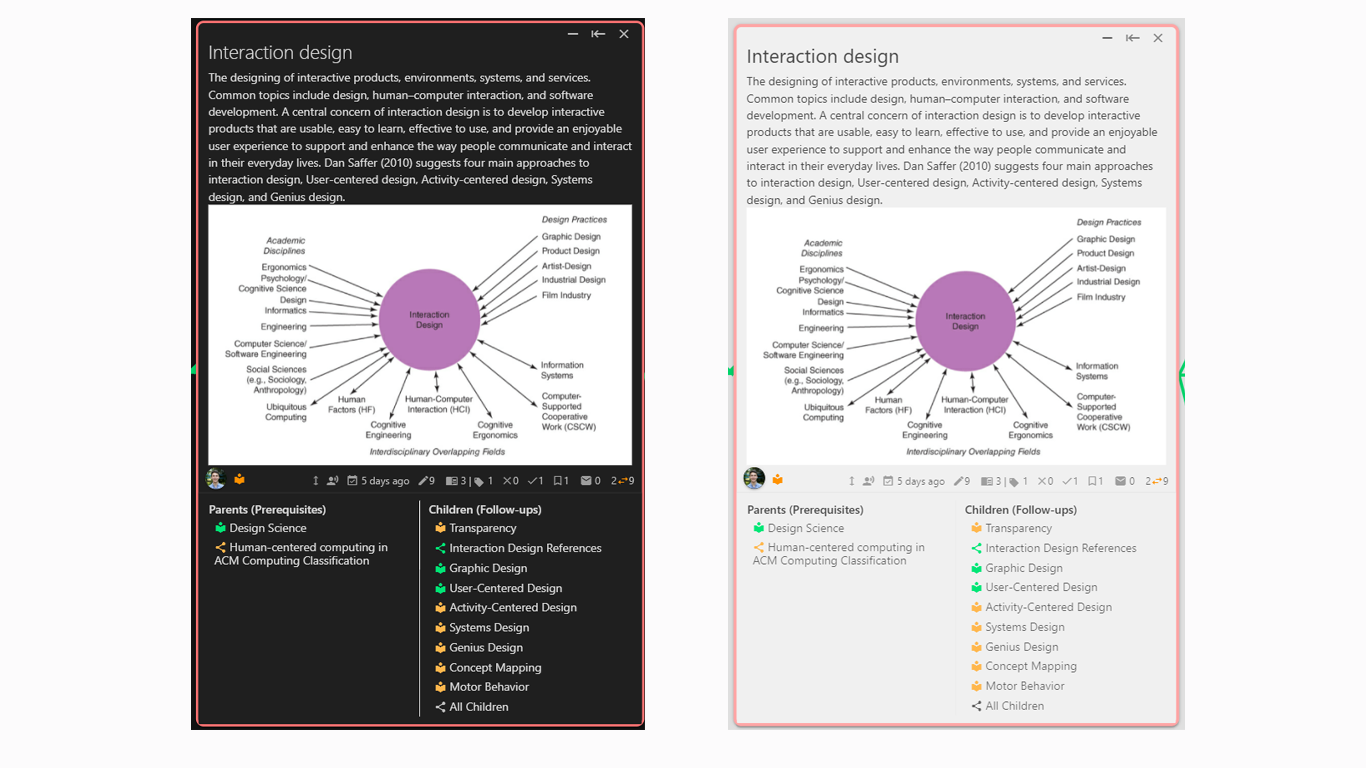 Interaction design
The designing of interactive products, environments, systems, and services.
Common topics include design, human–computer interaction, and software
development. A central concern of interaction design is to develop interactive
products that are usable, easy to learn, effective to use, and provide an enjoyable
user experience to support and enhance the way people communicate and interact
in their everyday lives. Dan Saffer (2010) suggests four main approaches to
interaction design, User-centered design, Activity-centered design, Systems
design, and Genius design.
Academic
Disciplines
Ergonomics
Psychology/
Cognitive Science
Design
Informatics
Engineering
Computer Science/
Software Engineering
Social Sciences
(e.g., Sociology,
Anthropology)
Ubiquitous
Computing
Design Practices
Graphic Design
Product Design
Artist-Design
Industrial Design
Film Industry
Interaction
Design
Information
Systems
Computer-
Supported
Cooperative
Work (CSCW)
Human
Factors (HF)
Human-Computer
Interaction (HCI)
Cognitive
Engineering
Cognitive
Ergonomics
Interdisciplinary Overlapping Fields
5 days ago 9 3 | 1 0 1 1 0 2 9
Parents (Prerequisites)
Design Science
Human-centered computing in
ACM Computing Classification
Children (Follow-ups)
Transparency
Interaction Design References
Graphic Design
User-Centered Design
Activity-Centered Design
Systems Design
Genius Design
Concept Mapping
Motor Behavior
All Children
Interaction design
The designing of interactive products, environments, systems, and services.
Common topics include design, human–computer interaction, and software
development. A central concern of interaction design is to develop interactive
products that are usable, easy to learn, effective to use, and provide an enjoyable
user experience to support and enhance the way people communicate and
interact in their everyday lives. Dan Saffer (2010) suggests four main approaches
to interaction design, User-centered design, Activity-centered design, Systems
design, and Genius design.
Academic
Disciplines
Ergonomics
Psychology/
Cognitive Science
Design
Informatics
Engineering
Computer Science/
Software Engineering
Social Sciences
(e.g., Sociology,
Anthropology)
Ubiquitous
Computing
Design Practices
Graphic Design
Product Design
Artist-Design
Industrial Design
Film Industry
Interaction
Design
Information
Systems
Computer-
Supported
Cooperative
Work (CSCW)
Human
Factors (HF)
Human-Computer
Interaction (HCI)
Cognitive
Engineering
Cognitive
Ergonomics
Interdisciplinary Overlapping Fields
5 days ago 9 3 | 1 0 1 1 0 2 9
Parents (Prerequisites)
Design Science
Human-centered computing in
ACM Computing Classification
Children (Follow-ups)
Transparency
Interaction Design References
Graphic Design
User-Centered Design
Activity-Centered Design
Systems Design
Genius Design
Concept Mapping
Motor Behavior
All Children